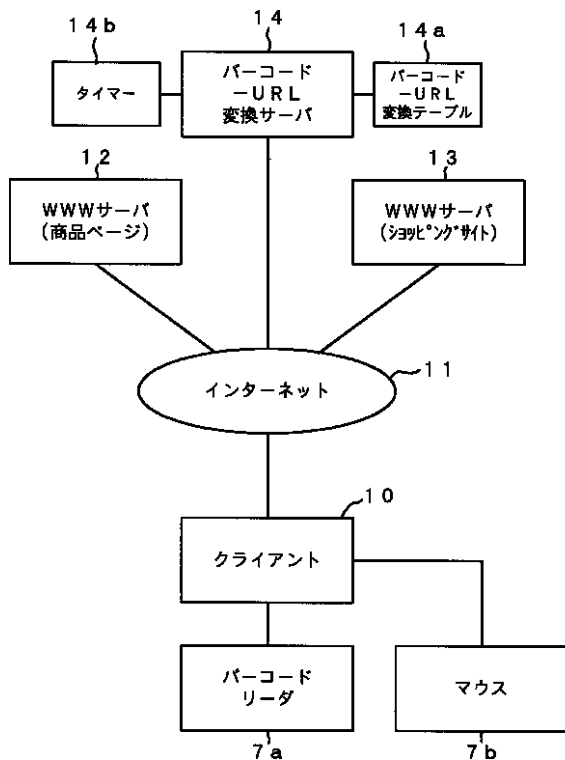 14b
14
14a
タイマー
バーコード
－URL
変換サーバ
バーコード
－URL
変換テーブル
12
13
WWWサーバ
(商品ページ)
WWWサーバ
(ショッピングサイト)
インターネット
11
10
クライアント
バーコード
リーダ
マウス
7a
7b